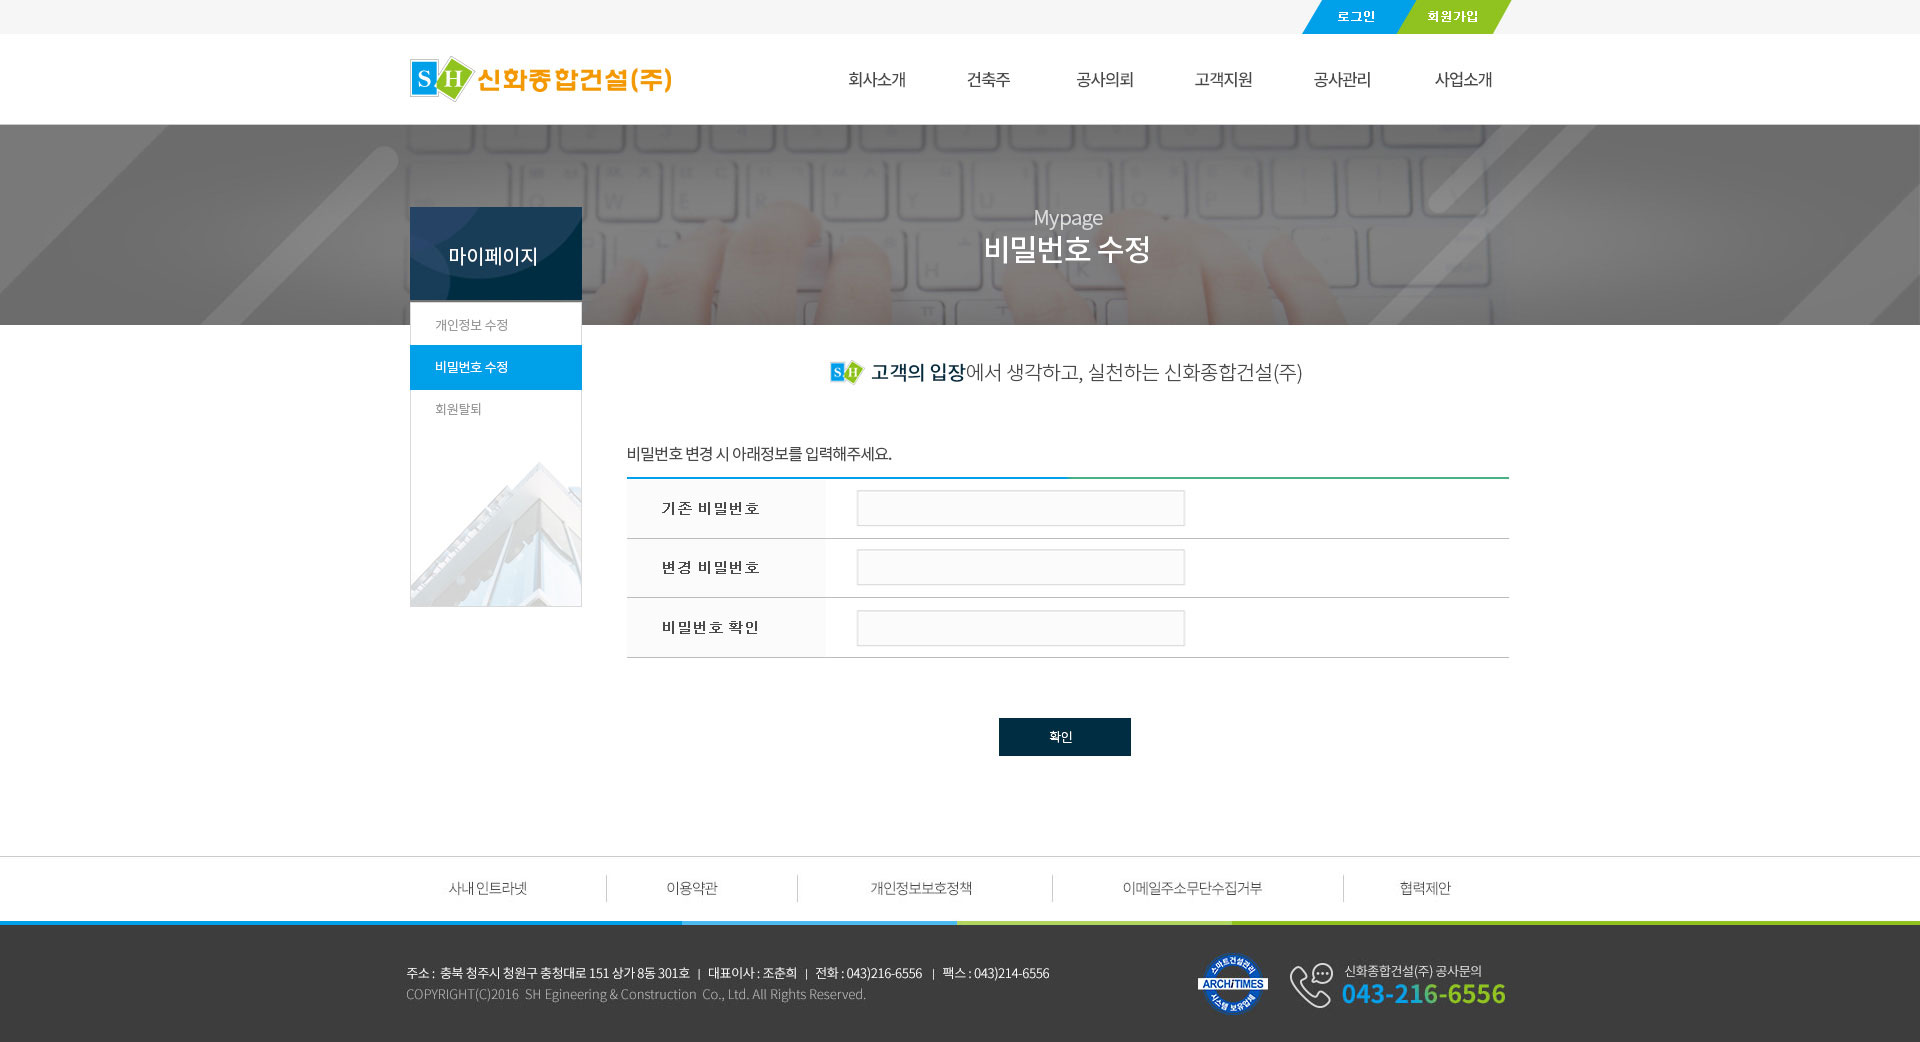 로그인 회원가입
SH 신화종합건설(주)
회사소개 건축주 공사의뢰 고객지원 공사관리 사업소개
Mypage
비밀번호 수정
마이페이지
개인정보 수정
비밀번호 수정
회원탈퇴
SH 고객의 입장에서 생각하고, 실천하는 신화종합건설(주)
비밀번호 변경 시 아래정보를 입력해주세요.
기존 비밀번호
변경 비밀번호
비밀번호 확인
확인
사내 인트라넷 이용약관 개인정보보호정책 이메일주소무단수집거부 협력제안
주소 : 충북 청주시 청원구 충청대로 151 상가 8동 301호 | 대표이사 : 조춘희 | 전화 : 043)216-6556 | 팩스 : 043)214-6556
COPYRIGHT(C)2016 SH Egineering & Construction Co., Ltd. All Rights Reserved.
스마트건설관리
ARCHITIMES
시스템 보유업체
신화종합건설(주) 공사문의
043-216-6556